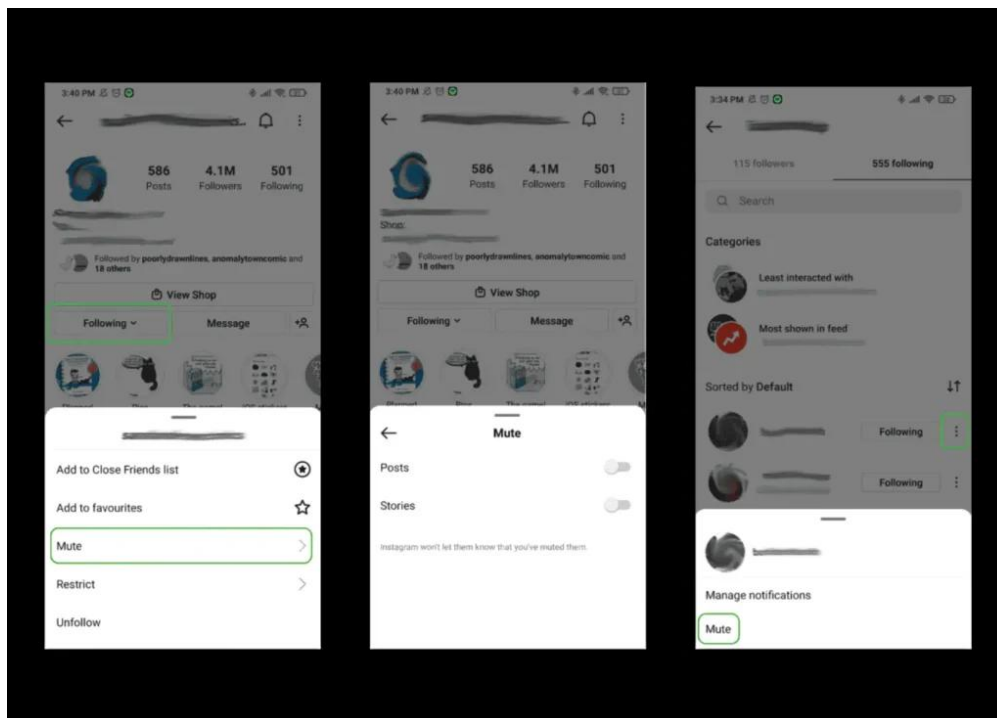 3:40 PM
586 4.1M 501
Posts Followers Following
Followed by poorlydrawnlines, anomalytowncomic and
18 others
View Shop
Following Message
Add to Close Friends list
Add to favourites
Mute
Restrict
Unfollow
3:40 PM
586 4.1M 501
Posts Followers Following
Shop:
Followed by poorlydrawnlines, anomalytowncomic and
18 others
View Shop
Following Message
Mute
Posts
Stories
Instagram won't let them know that you've muted them.
3:34 PM
115 followers 555 following
Search
Categories
Least interacted with
Most shown in feed
Sorted by Default
Following
Following
Manage notifications
Mute